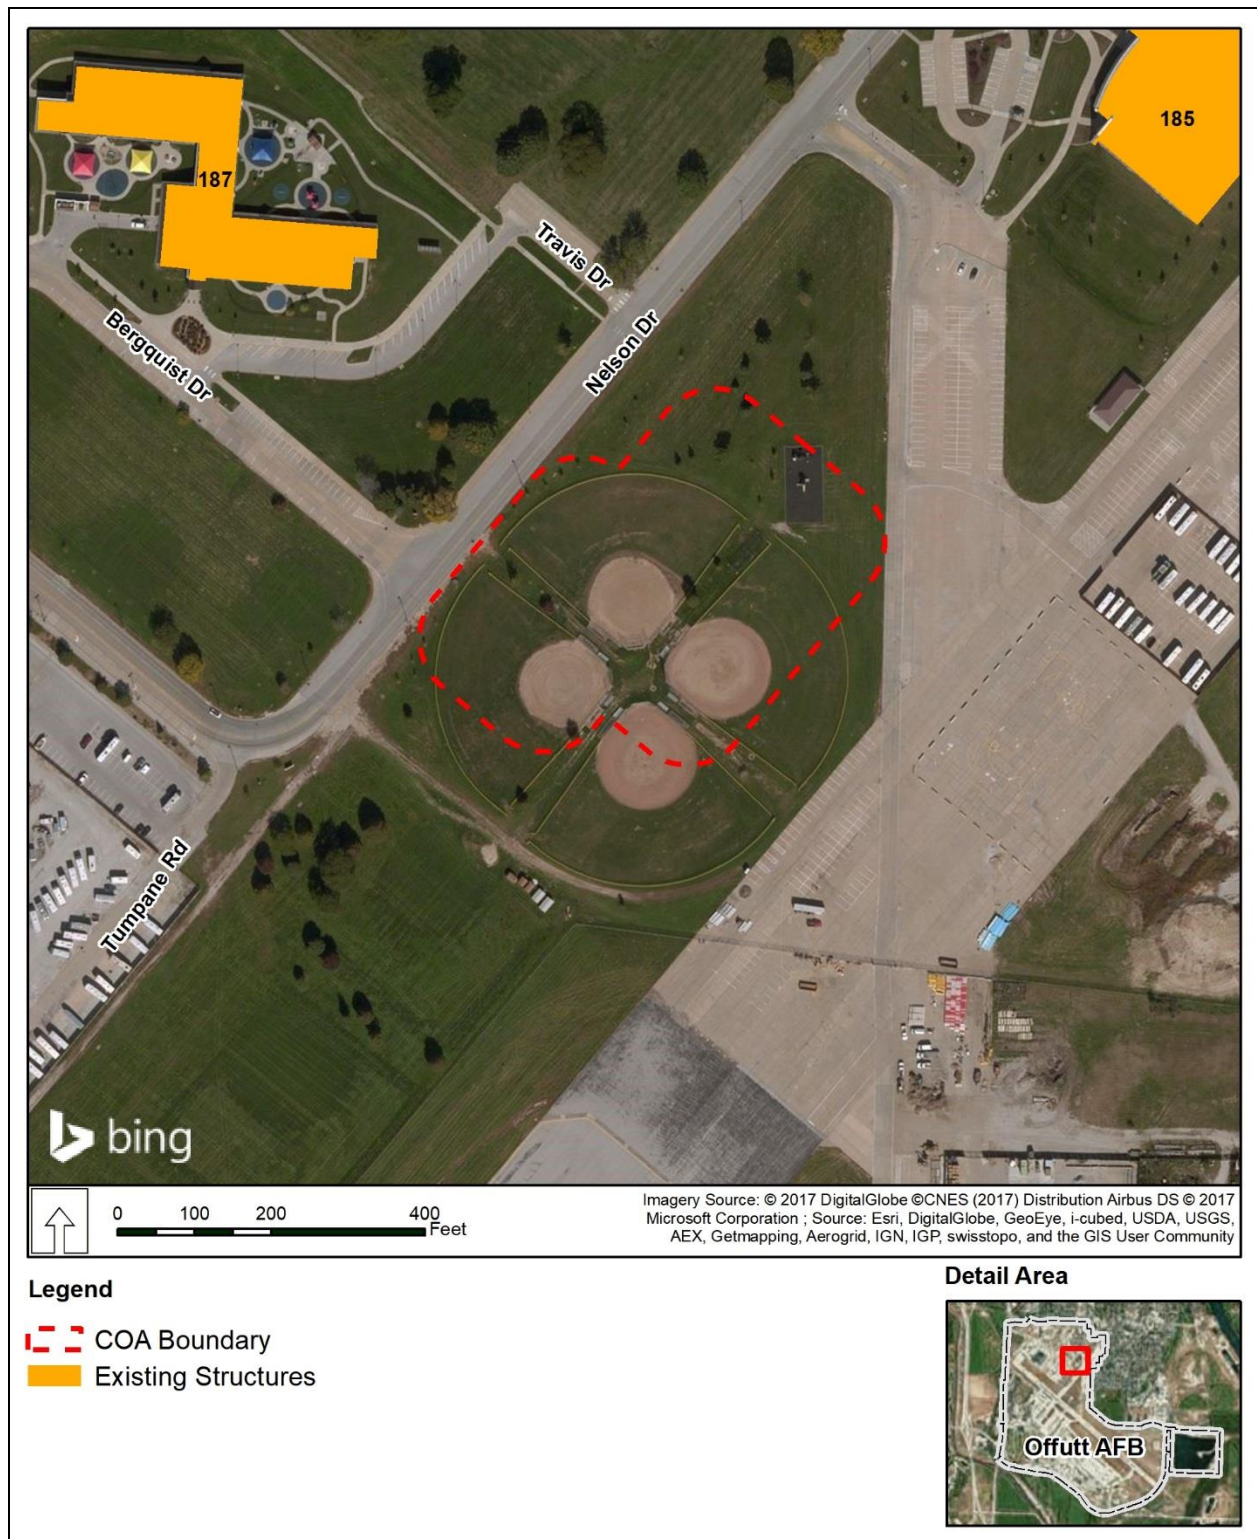 185
187
Travis Dr
Nelson Dr
Bergquist Dr
Tumpane Rd
bing
0 100 200 400
Feet
Imagery Source: © 2017 DigitalGlobe ©CNES (2017) Distribution Airbus DS © 2017
Microsoft Corporation ; Source: Esri, DigitalGlobe, GeoEye, i-cubed, USDA, USGS,
AEX, Getmapping, Aerogrid, IGN, IGP, swisstopo, and the GIS User Community
Legend
COA Boundary
Existing Structures
Detail Area
Offutt AFB